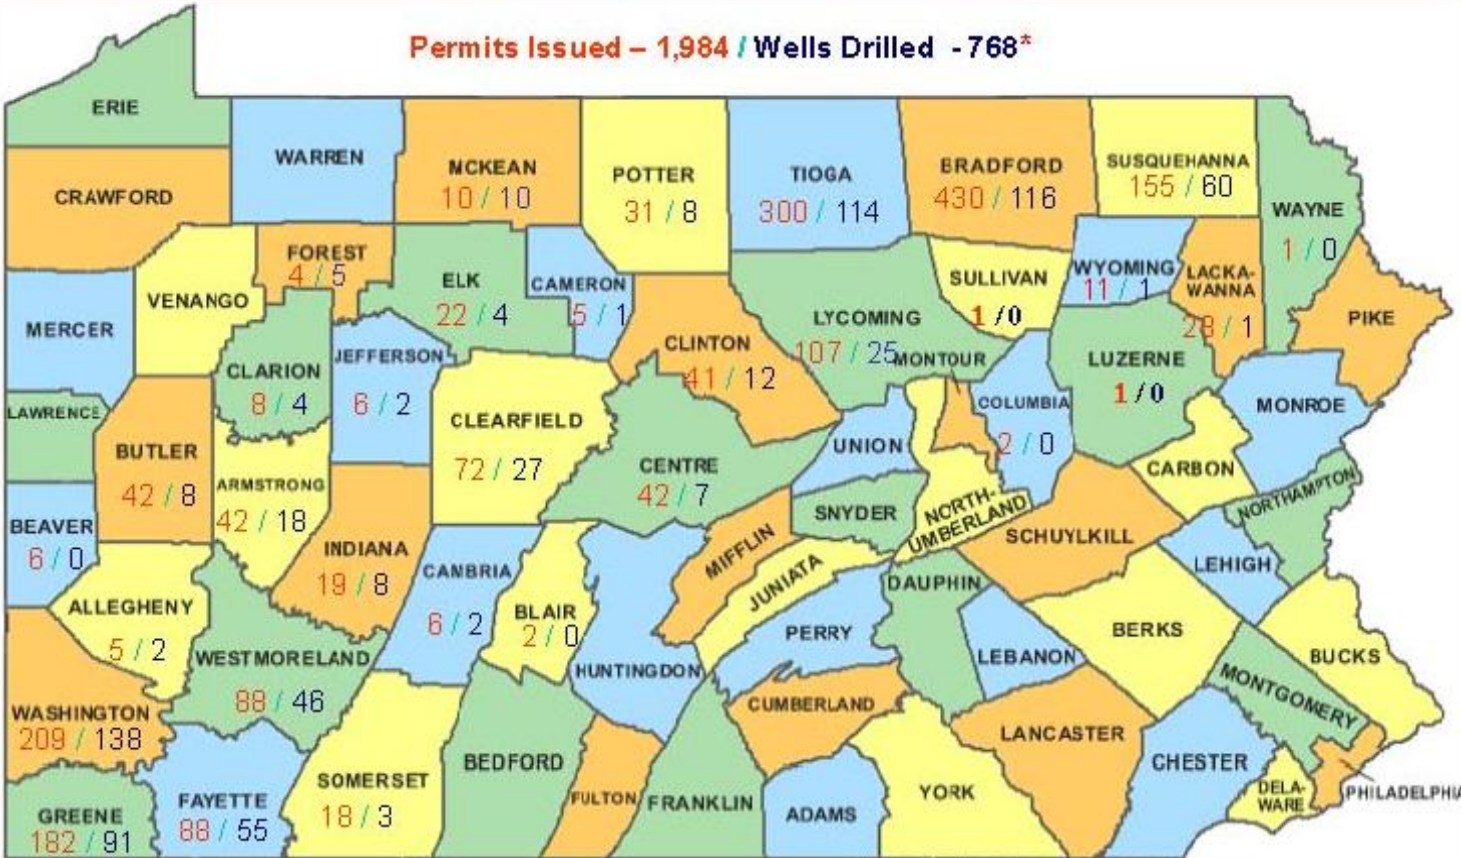 Permits Issued – 1,984 / Wells Drilled - 768*
ERIE
WARREN
MCKEAN
10 / 10
POTTER
31 / 8
TIOGA
300 / 114
BRADFORD
430 / 116
SUSQUEHANNA
155 / 60
WAYNE
1 / 0
CRAWFORD
FOREST
4 / 5
VENANGO
ELK
22 / 4
CAMERON
5 / 1
SULLIVAN
1 / 0
WYOMING
11 / 1
LACKA-
WANNA
28 / 1
PIKE
MERCER
CLARION
8 / 4
JEFFERSON
6 / 2
CLINTON
41 / 12
LYCOMING
107 / 25
MONTOUR
COLUMBIA
2 / 0
LUZERNE
1 / 0
MONROE
LAWRENCE
BUTLER
42 / 8
CLEARFIELD
72 / 27
CENTRE
42 / 7
UNION
CARBON
ARMSTRONG
42 / 18
SNYDER
NORTH-
UMBERLAND
NORTHAMPTON
BEAVER
6 / 0
INDIANA
19 / 8
MIFFLIN
SCHUYLKILL
LEHIGH
CAMBRIA
6 / 2
JUNIATA
DAUPHIN
ALLEGHENY
5 / 2
BLAIR
2 / 0
PERRY
BERKS
WESTMORELAND
88 / 46
HUNTINGDON
LEBANON
BUCKS
WASHINGTON
209 / 138
CUMBERLAND
MONTGOMERY
LANCASTER
SOMERSET
18 / 3
BEDFORD
CHESTER
GREENE
182 / 91
FAYETTE
88 / 55
FULTON
FRANKLIN
ADAMS
YORK
DELA-
WARE
PHILADELPHIA